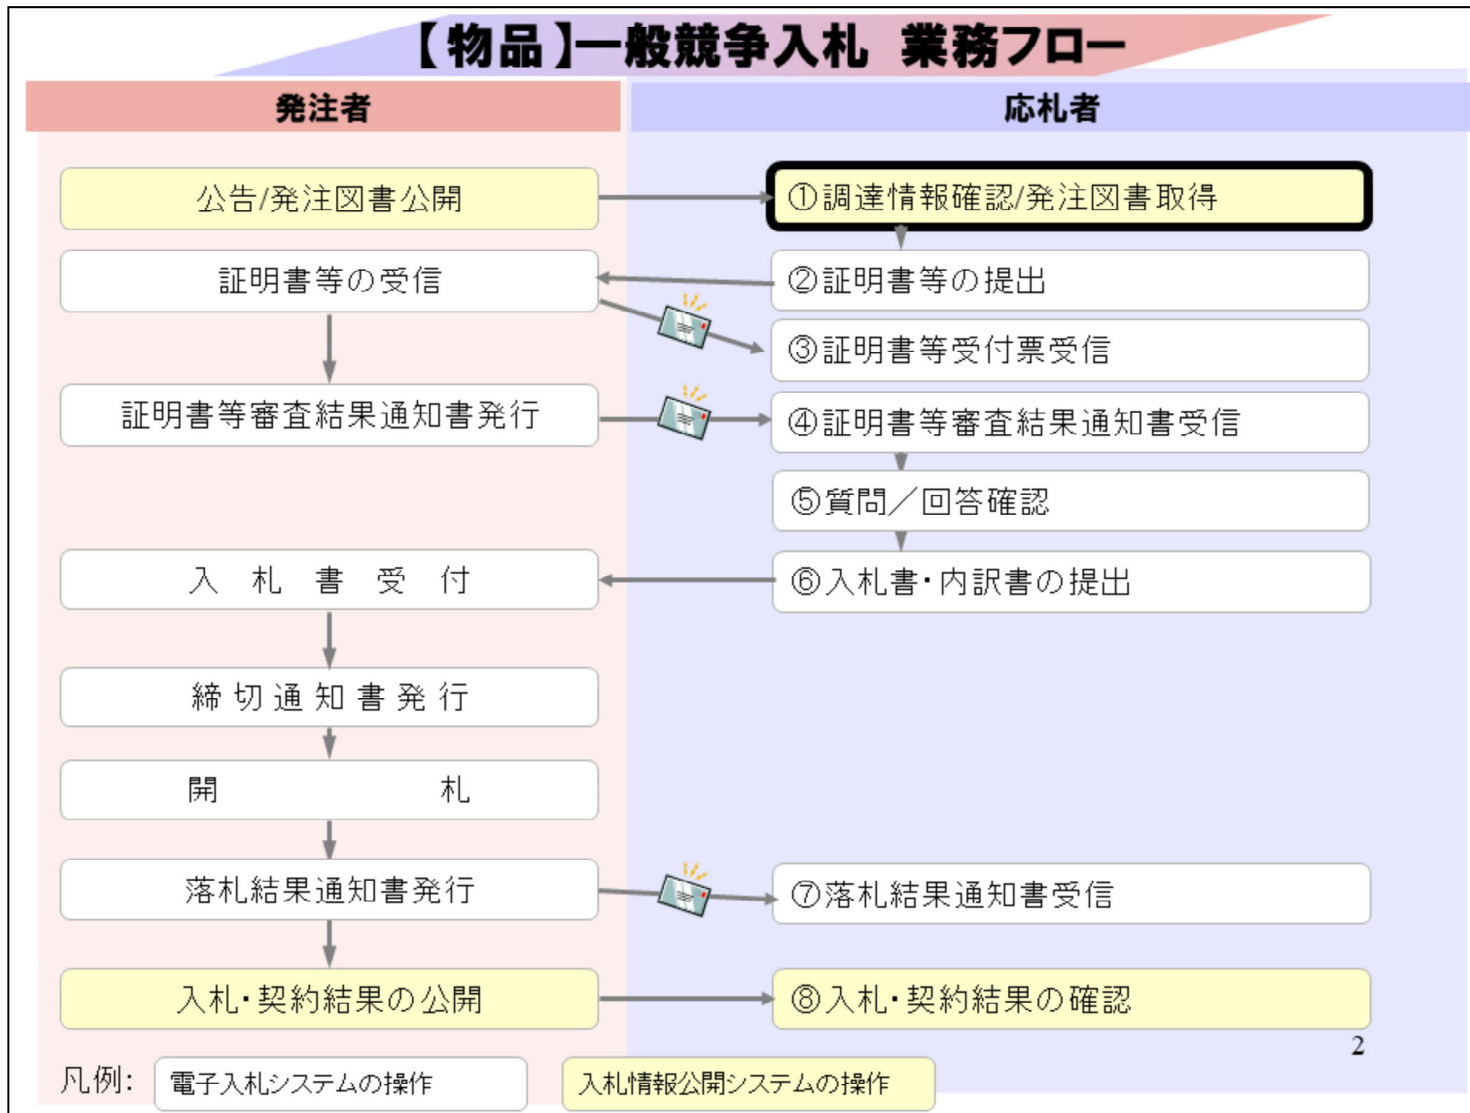 【物品】一般競争入札 業務フロー
発注者
応札者
公告/発注図書公開
①調達情報確認/発注図書取得
証明書等の受信
②証明書等の提出
③証明書等受付票受信
証明書等審査結果通知書発行
④証明書等審査結果通知書受信
⑤質問／回答確認
入 札 書 受 付
⑥入札書・内訳書の提出
締 切 通 知 書 発 行
開 札
落札結果通知書発行
⑦落札結果通知書受信
入札・契約結果の公開
⑧入札・契約結果の確認
2
凡例: 電子入札システムの操作 入札情報公開システムの操作